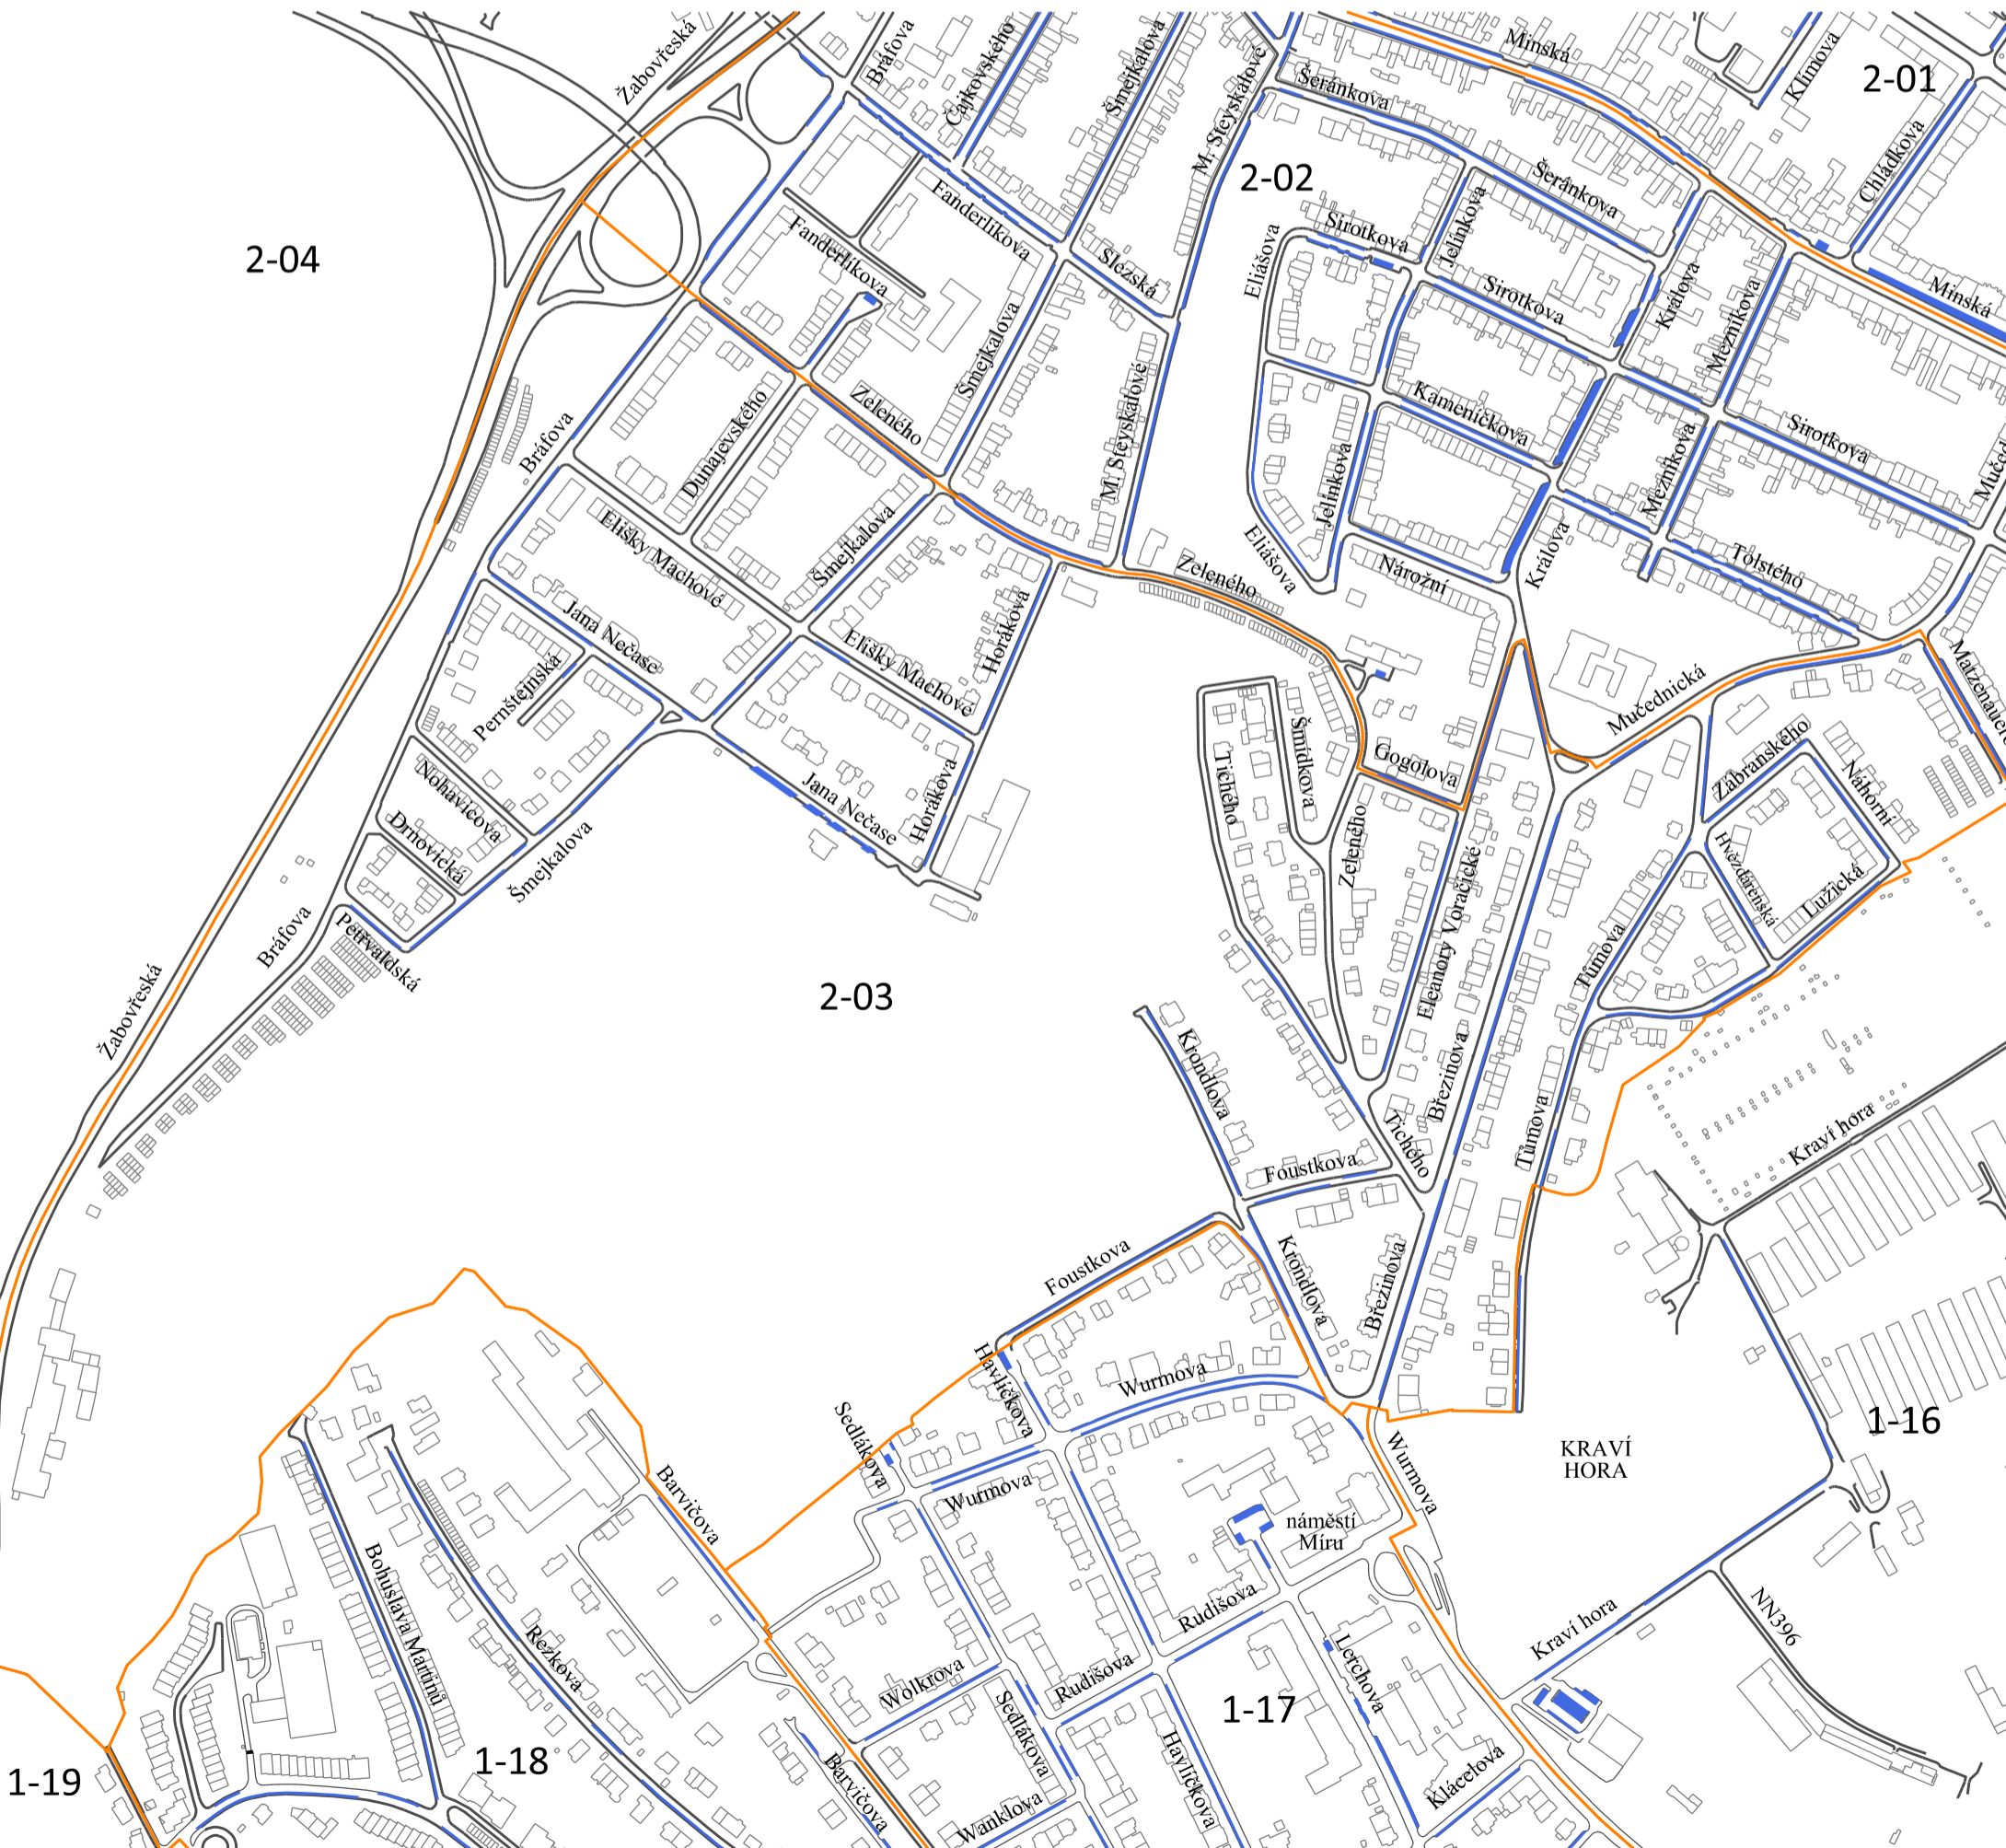 Žabovřeská
Bráfova
Čajkovského
Šmejkalova
M. Steyskalové
Minská
Klímova
2-01
Šeránkova
Chládkova
2-02
Šeránkova
Fanderlíkova
Jelínkova
Sirotkova
Eliášova
Fanderlíkova
Slezská
2-04
Sirotkova
Králova
Mezníkova
Minská
Šmejkalova
Zeleného
M. Steyskalové
Kameníčkova
Sirotkova
Dunajevského
Bráfova
Jelínkova
Mezníkova
Elišky Machové
Šmejkalova
Eliášova
Zeleného
Nárožní
Králova
Tolstého
Jana Nečase
Elišky Machové
Horákova
Pernštejnská
Mučednická
Šmídkova
Gogolova
Zábranského
Náhorní
Tichého
Nohavicova
Jana Nečase
Horákova
Drnovická
Šmejkalova
Zeleného
Eleanory Voračické
Hvězdárenská
Lužická
Bráfova
Petřvaldská
Tůmova
Žabovřeská
2-03
Krondlova
Březinova
Tichého
Tůmova
Kraví hora
Foustkova
Foustkova
Krondlova
Březinova
Havlíčkova
Wurmova
Sedlákova
Wurmova
Wurmova
KRAVÍ
HORA
1-16
Barvičova
náměstí
Míru
Bohuslava Martinů
Rezkova
Rudišova
Kraví hora
NN396
Wolkrova
Rudišova
Lerchova
Sedlákova
1-17
Havlíčkova
1-19
1-18
Barvičova
Wanklova
Klácelova